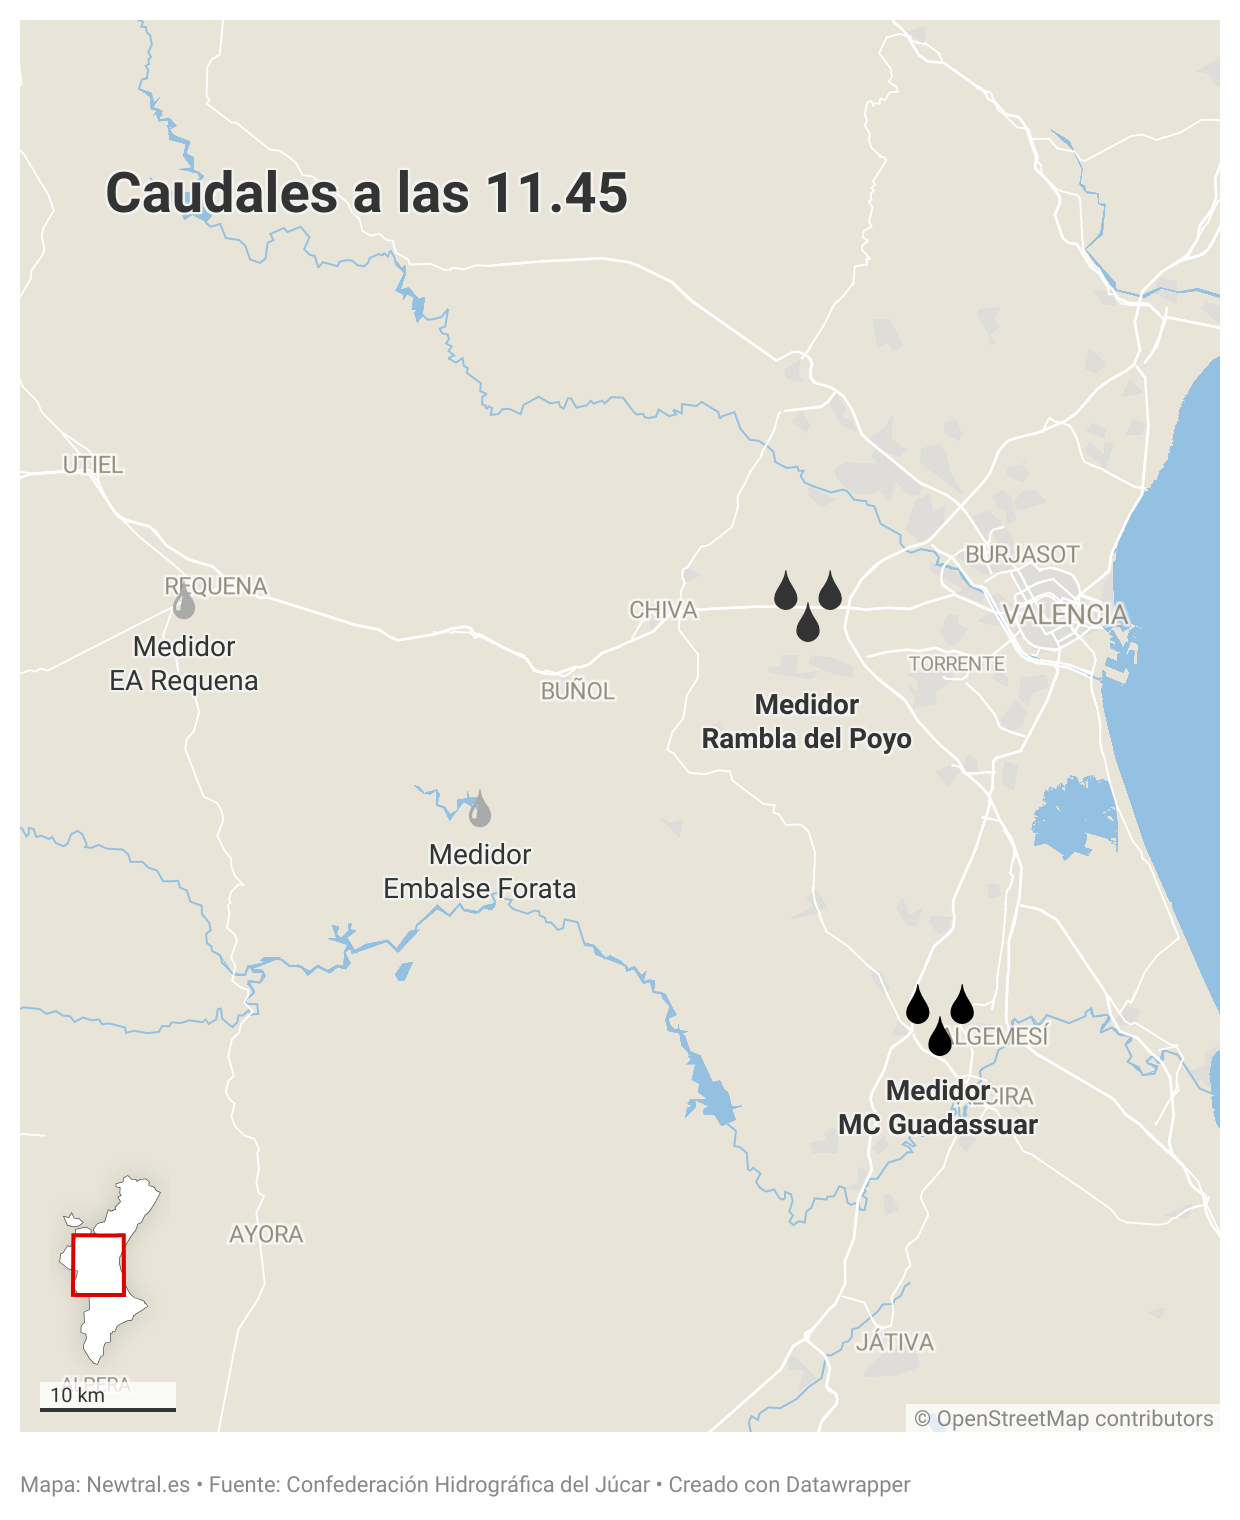 Caudales a las 11.45
UTIEL
BURJASOT
REQUENA
CHIVA
VALENCIA
Medidor
EA Requena
TORRENTE
BUÑOL
Medidor
Rambla del Poyo
Medidor
Embalse Forata
ALGEMESÍ
ALCIRA
Medidor
MC Guadassuar
AYORA
JÁTIVA
ALPERA
10 km
© OpenStreetMap contributors
Mapa: Newtral.es • Fuente: Confederación Hidrográfica del Júcar • Creado con Datawrapper